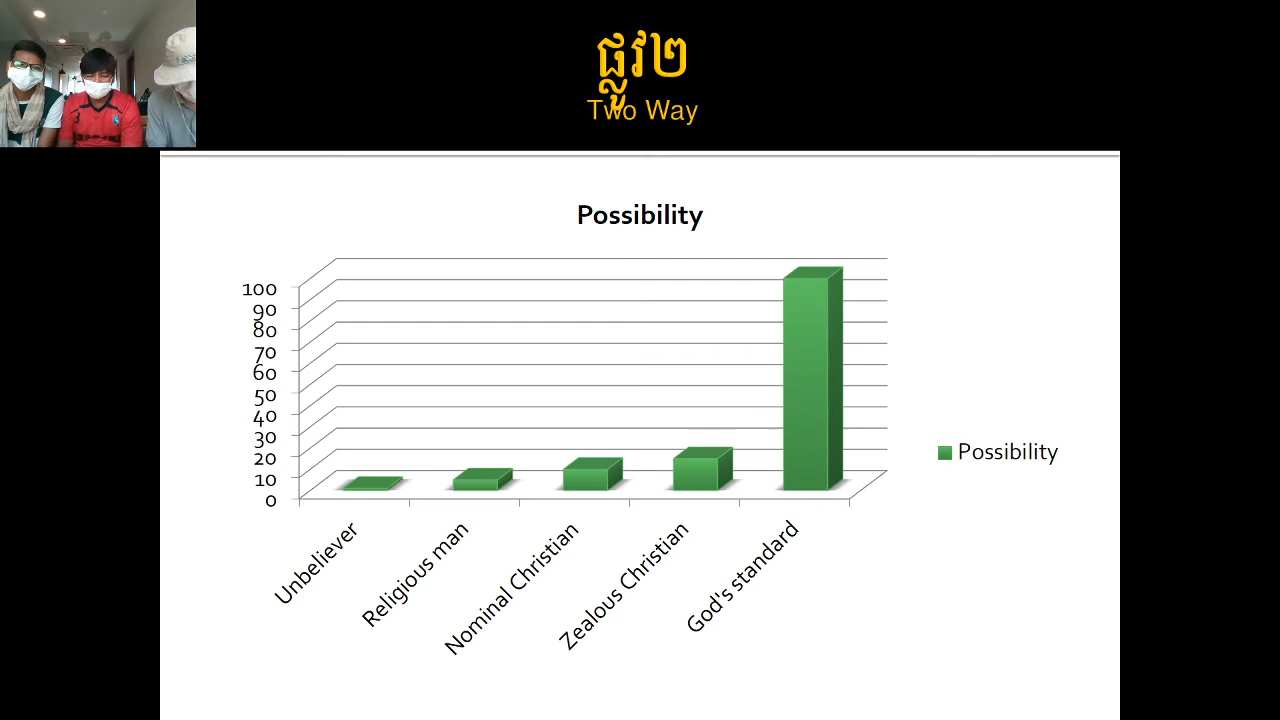 ផ្លូវ២
Two Way
Possibility
100
90
80
70
60
50
40
30
20
10
0
Possibility
Unbeliever
Religious man
Nominal Christian
Zealous Christian
God's standard